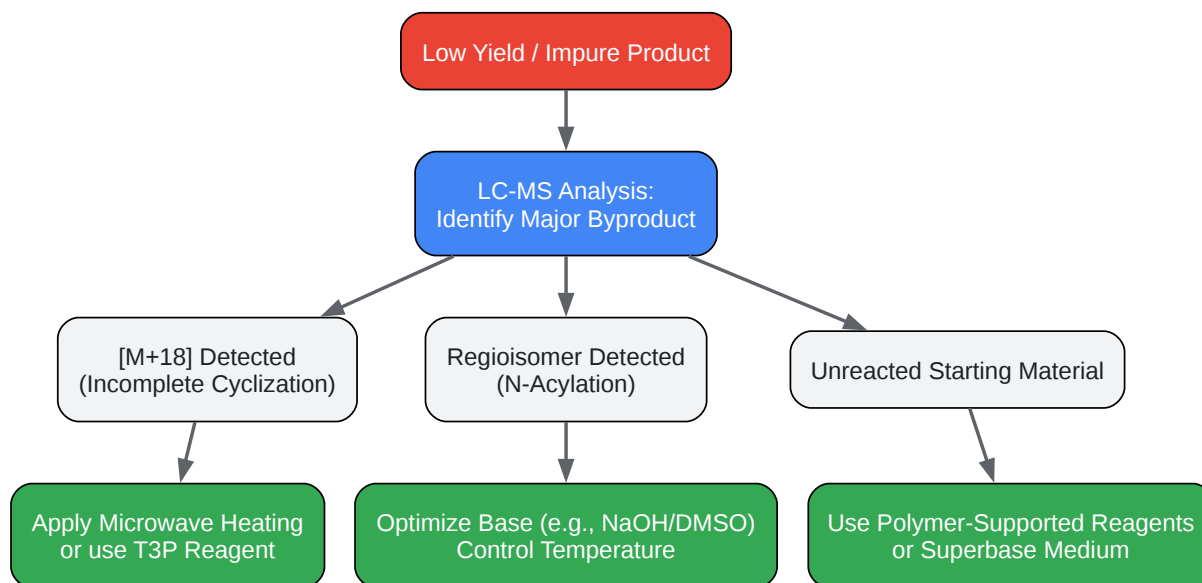 Low Yield / Impure Product
LC-MS Analysis:
Identify Major Byproduct
[M+18] Detected
(Incomplete Cyclization)
Regioisomer Detected
(N-Acylation)
Unreacted Starting Material
Apply Microwave Heating
or use T3P Reagent
Optimize Base (e.g., NaOH/DMSO)
Control Temperature
Use Polymer-Supported Reagents
or Superbase Medium